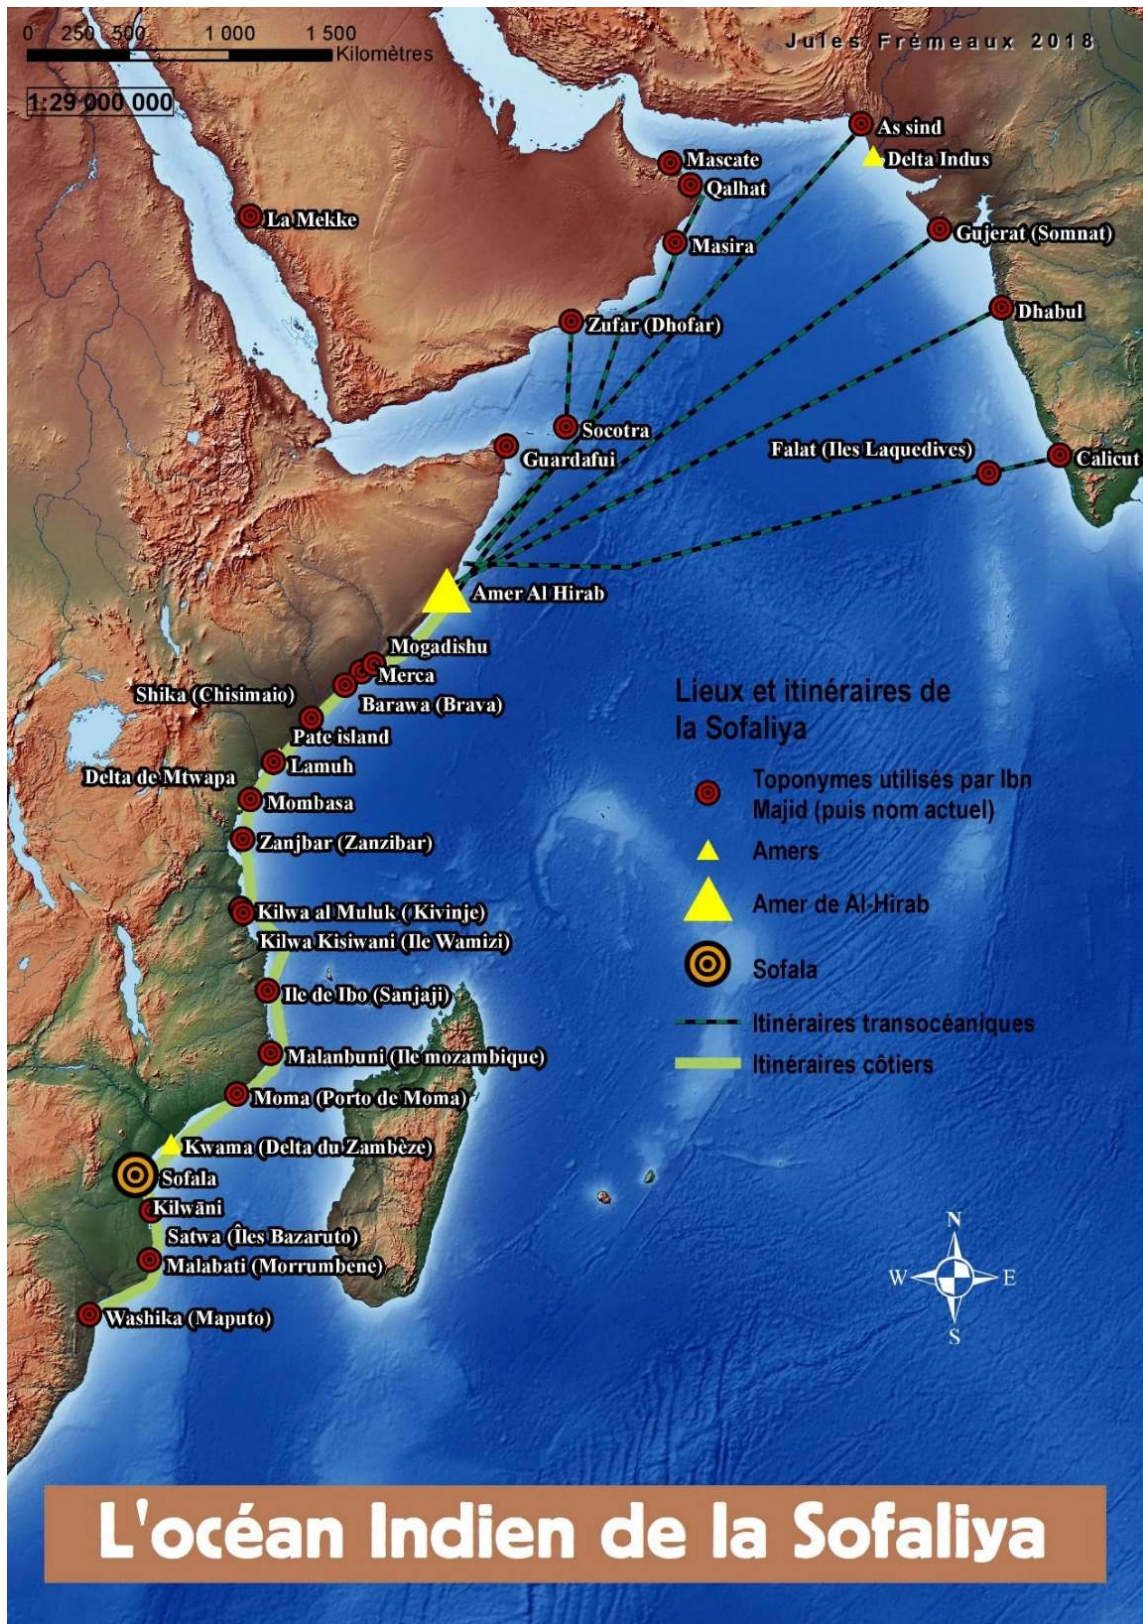 0 250 500 1 000 1 500
Kilomètres
Jules Frémeaux 2018
1:29 000 000
As sind
Mascate
Delta Indus
Qalhat
La Mekke
Gujerat (Somnat)
Masira
Dhabul
Zufar (Dhofar)
Socotra
Falat (Iles Laquedives)
Calicut
Guardafui
Amer Al Hirab
Mogadishu
Merca
Shika (Chisimaio)
Barawa (Brava)
Pate island
Lamuh
Delta de Mtwapa
Mombasa
Zanjbar (Zanzibar)
Kilwa al Muluk (Kivinje)
Kilwa Kisiwani (Ile Wamizi)
Ile de Ibo (Sanjaji)
Malanbuni (Ile mozambique)
Moma (Porto de Moma)
Kwama (Delta du Zambèze)
Sofala
Kilwāni
Satwa (Îles Bazaruto)
Malabati (Morrumbene)
Washika (Maputo)
Lieux et itinéraires de
la Sofaliya
Toponymes utilisés par Ibn
Majid (puis nom actuel)
Amers
Amer de Al-Hirab
Sofala
Itinéraires transocéaniques
Itinéraires côtiers
N
W E
S
L'océan Indien de la Sofaliya